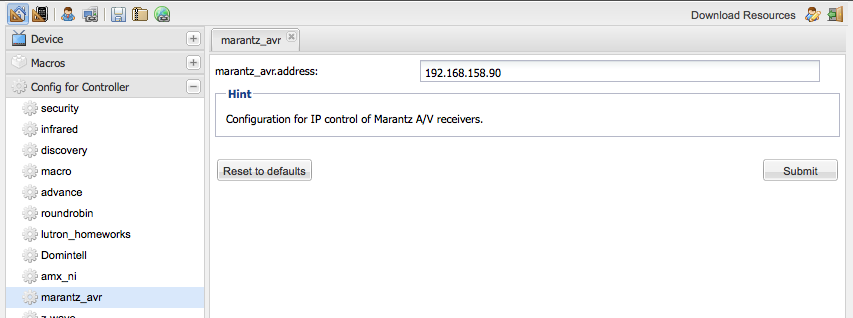 Download Resources
Device
Macros
Config for Controller
security
infrared
discovery
macro
advance
roundrobin
lutron_homeworks
Domintell
amx_ni
marantz_avr
marantz_avr
marantz_avr.address: 192.168.158.90
Hint
Configuration for IP control of Marantz A/V receivers.
Reset to defaults Submit